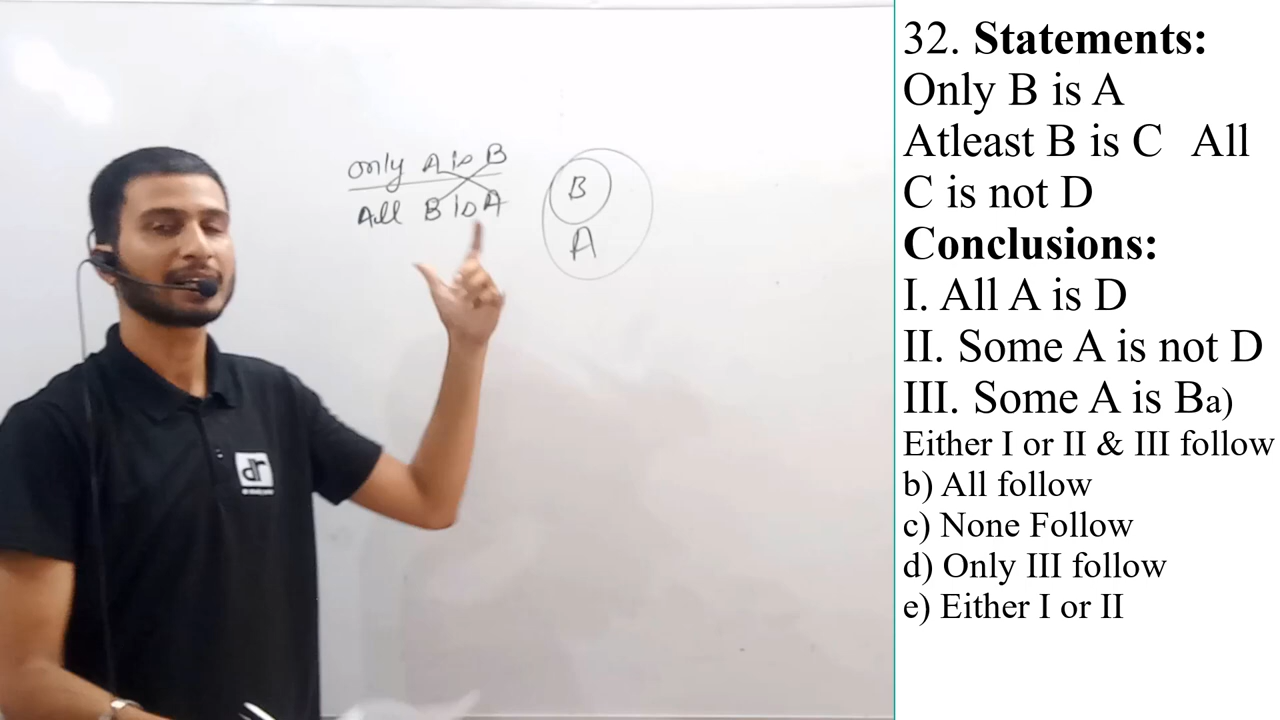 only A is B
All B is A
B
A
dr
32. Statements:
Only B is A
Atleast B is C All
C is not D
Conclusions:
I. All A is D
II. Some A is not D
III. Some A is Ba)
Either I or II & III follow
b) All follow
c) None Follow
d) Only III follow
e) Either I or II